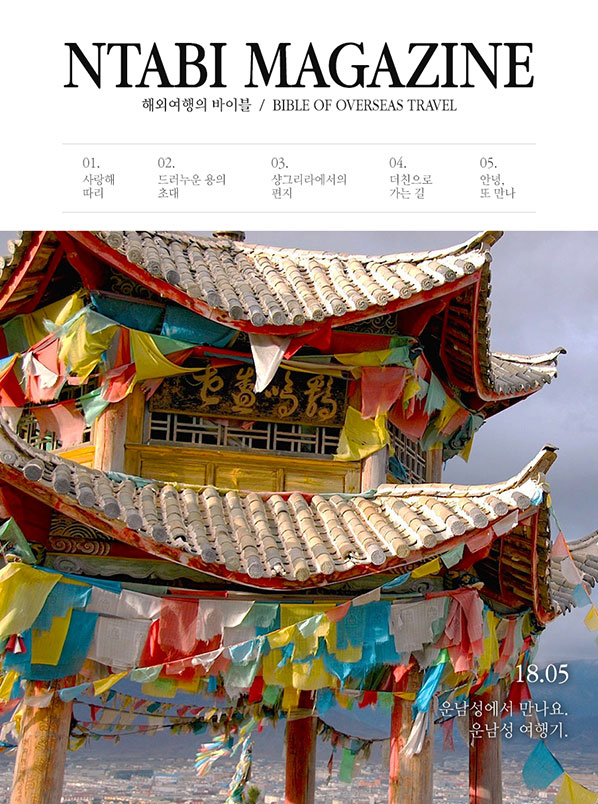 NTABI MAGAZINE
해외여행의 바이블 / BIBLE OF OVERSEAS TRAVEL
01.
사랑해
따리
02.
드러누운 용의
초대
03.
샹그리라에서의
편지
04.
더친으로
가는 길
05.
안녕,
또 만나
18.05
운남성에서 만나요.
운남성 여행기.